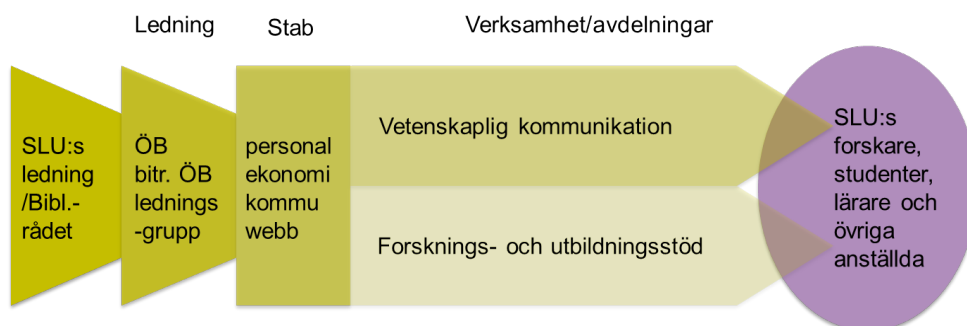 Ledning
Stab
Verksamhet/avdelningar
SLU:s
ledning
/Bibl.-
rådet
ÖB
bitr. ÖB
lednings
-grupp
personal
ekonomi
kommu
webb
Vetenskaplig kommunikation
Forsknings- och utbildningsstöd
SLU:s
forskare,
studenter,
lärare och
övriga
anställda